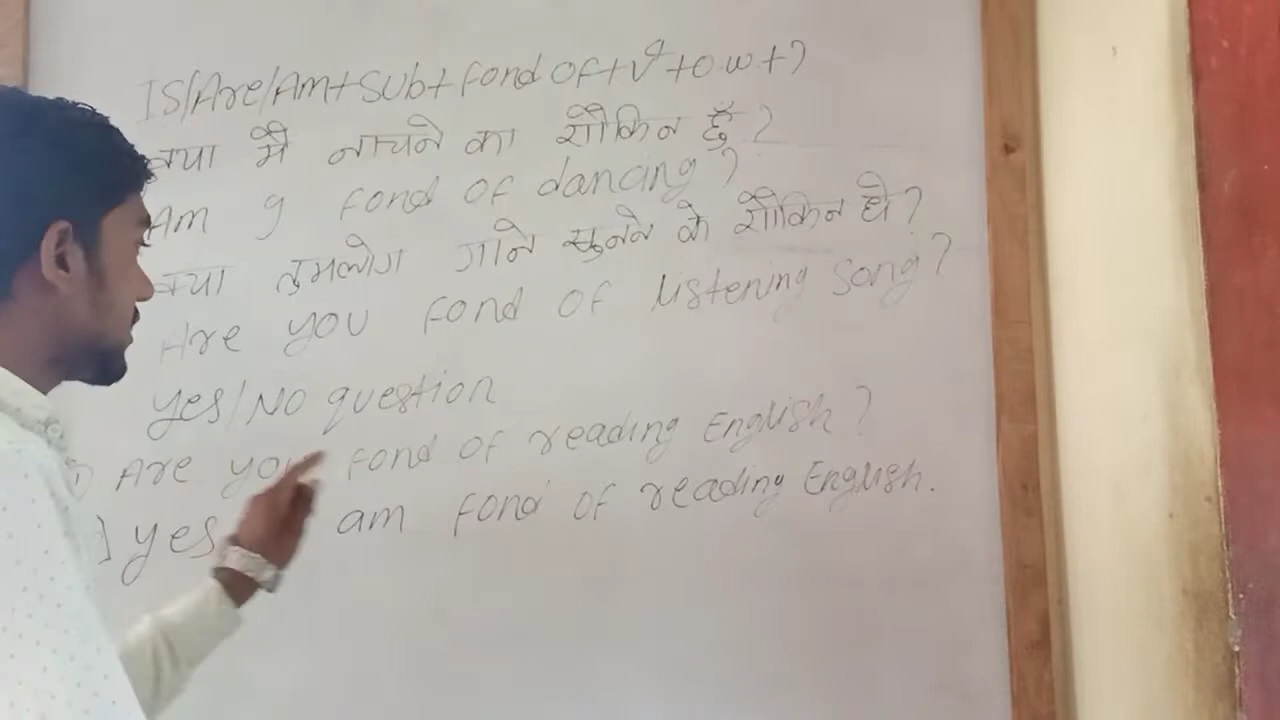 IS/Are/Am+Sub+fond of+v⁴+o.w+?
क्या मै नाचने का शौकिन हूँ?
Am I fond of dancing?
क्या तुमलोग गाने सुनने के शौकिन हो?
Are you fond of listening song?
Yes/No question
Are you fond of reading English?
yes am fond of reading English.